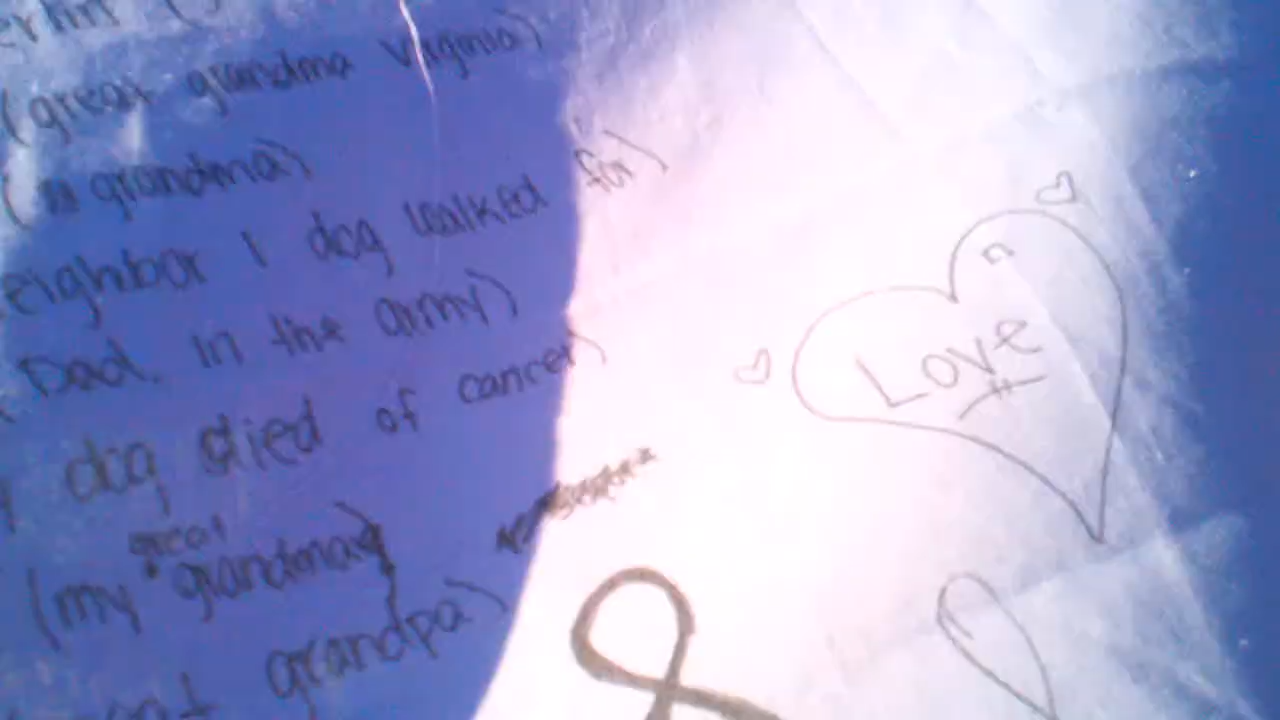 (great grandma Virginia)
grandma)
eighbor I dog walked for)
Dad. in the army)
dog died of cancer)
great
(my grandma)
grandpa)
Love